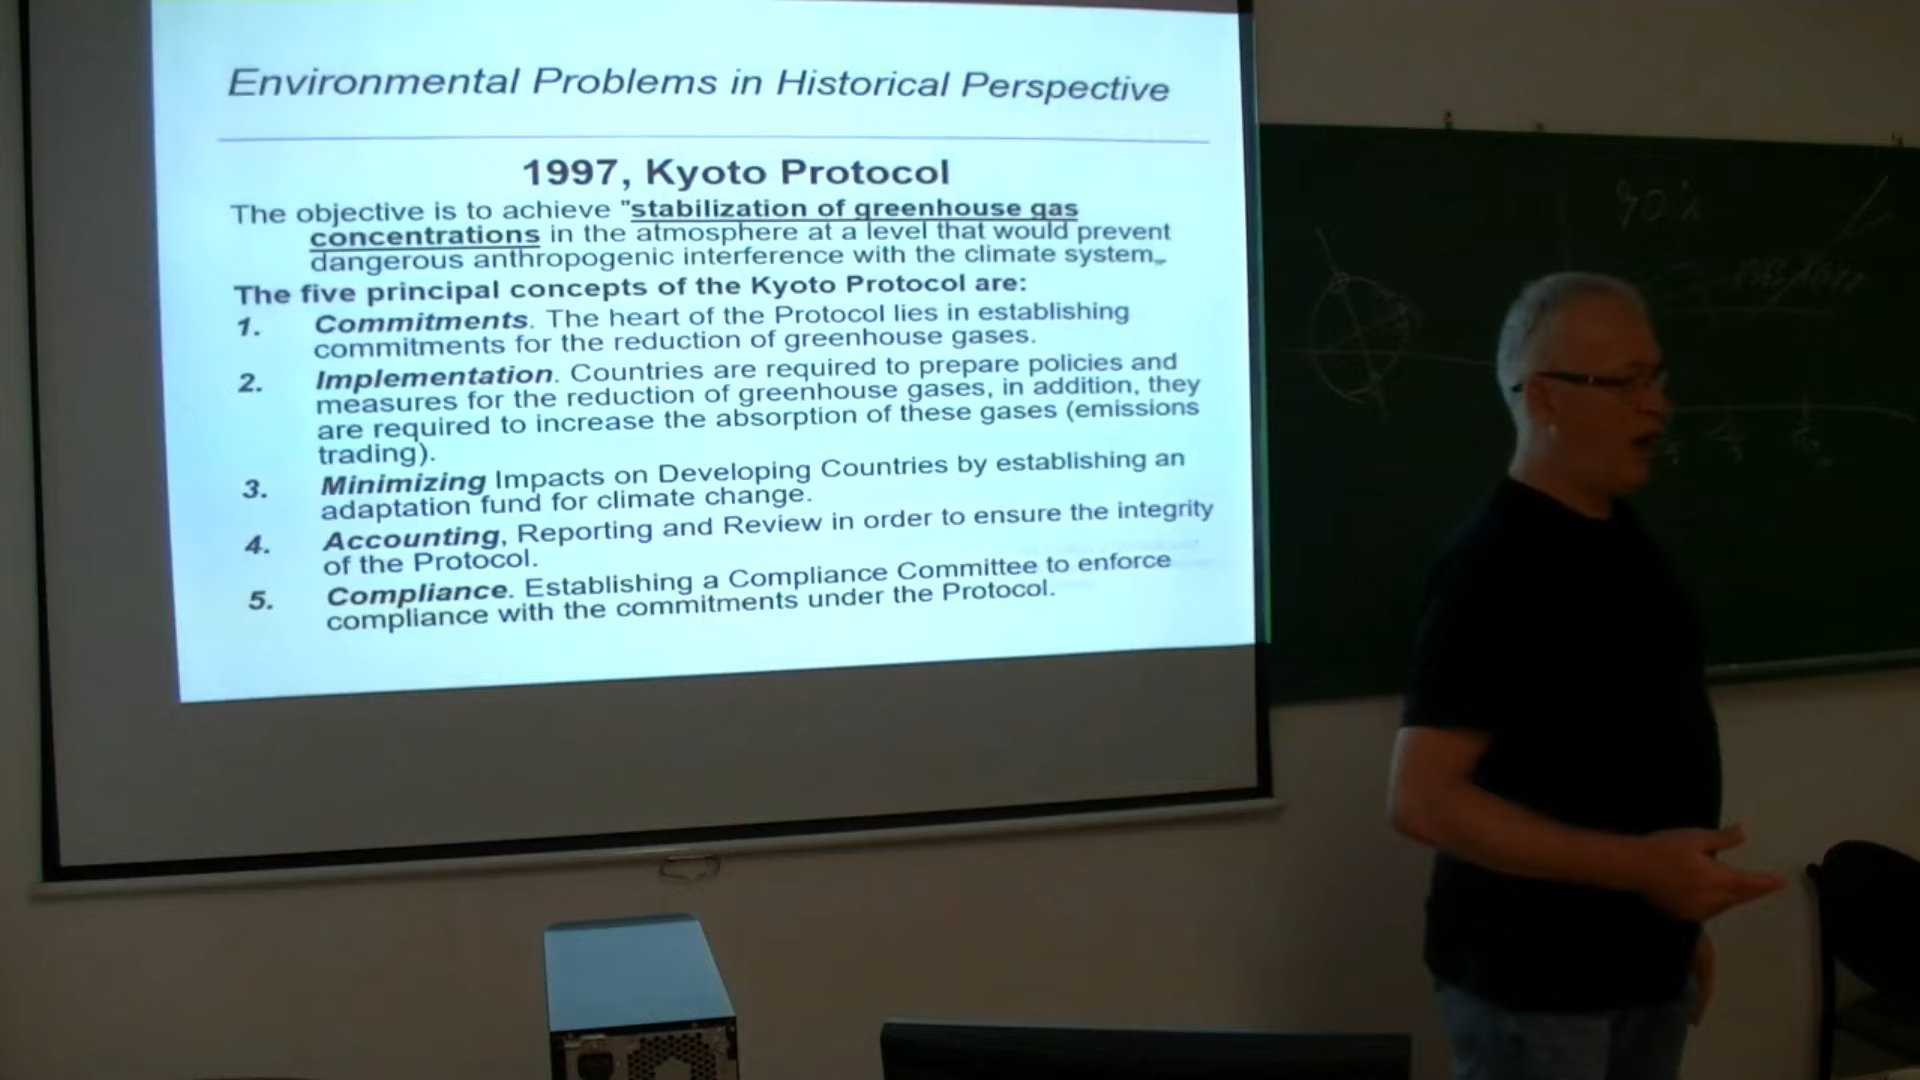 Environmental Problems in Historical Perspective
1997, Kyoto Protocol
The objective is to achieve "stabilization of greenhouse gas
concentrations in the atmosphere at a level that would prevent
dangerous anthropogenic interference with the climate system„
The five principal concepts of the Kyoto Protocol are:
1. Commitments. The heart of the Protocol lies in establishing
commitments for the reduction of greenhouse gases.
2. Implementation. Countries are required to prepare policies and
measures for the reduction of greenhouse gases, in addition, they
are required to increase the absorption of these gases (emissions
trading).
3. Minimizing Impacts on Developing Countries by establishing an
adaptation fund for climate change.
4. Accounting, Reporting and Review in order to ensure the integrity
of the Protocol.
5. Compliance. Establishing a Compliance Committee to enforce
compliance with the commitments under the Protocol.